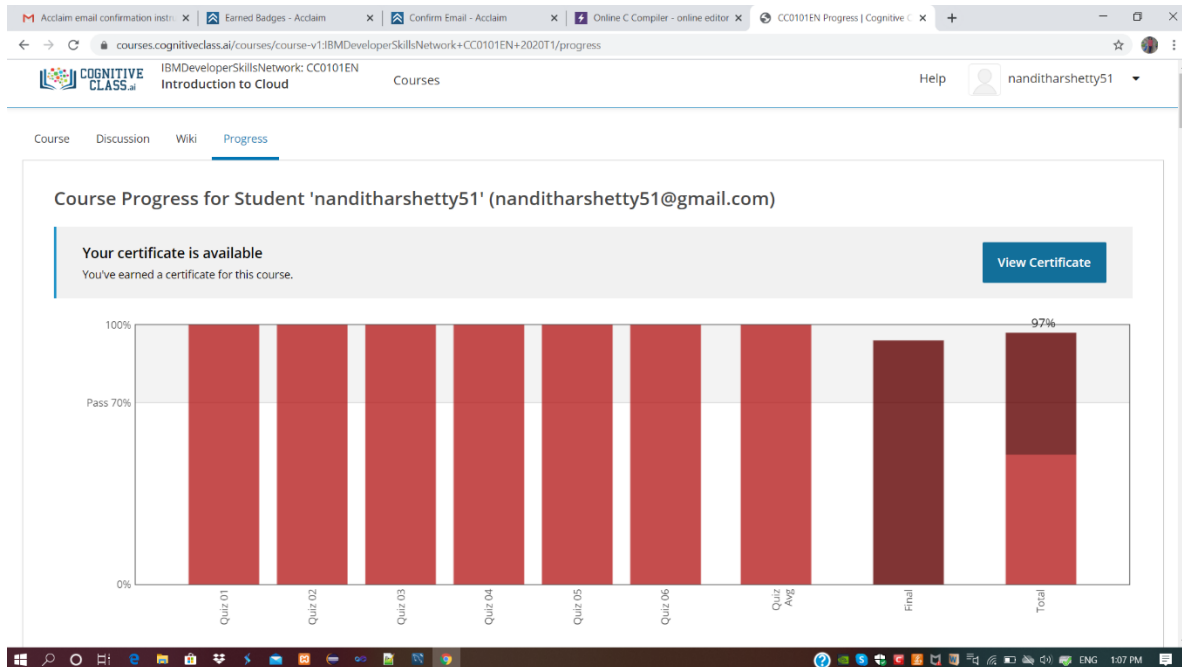 Acclaim email confirmation instru
Earned Badges - Acclaim
Confirm Email - Acclaim
Online C Compiler - online editor
CC0101EN Progress | Cognitive C
courses.cognitiveclass.ai/courses/course-v1:IBMDeveloperSkillsNetwork+CC0101EN+2020T1/progress
COGNITIVE
CLASS.ai
IBMDeveloperSkillsNetwork: CC0101EN
Introduction to Cloud
Courses
Help
nanditharshetty51
Course
Discussion
Wiki
Progress
Course Progress for Student 'nanditharshetty51' (nanditharshetty51@gmail.com)
Your certificate is available
You've earned a certificate for this course.
View Certificate
100%
97%
Pass 70%
0%
Quiz 01
Quiz 02
Quiz 03
Quiz 04
Quiz 05
Quiz 06
Quiz
Avg
Final
Total
ENG
1:07 PM